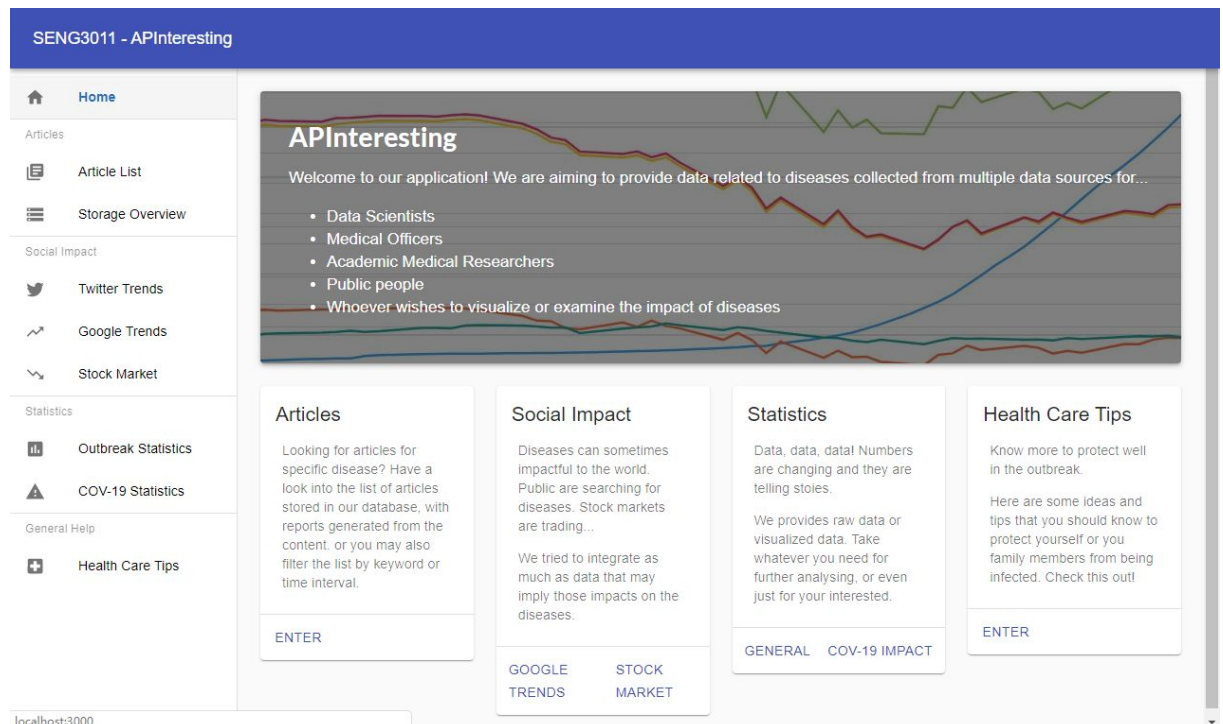 SENG3011 - APInteresting
Home
Articles
Article List
Storage Overview
Social Impact
Twitter Trends
Google Trends
Stock Market
Statistics
Outbreak Statistics
COV-19 Statistics
General Help
Health Care Tips
APInteresting
Welcome to our application! We are aiming to provide data related to diseases collected from multiple data sources for...
• Data Scientists
• Medical Officers
• Academic Medical Researchers
• Public people
• Whoever wishes to visualize or examine the impact of diseases
Articles
Looking for articles for
specific disease? Have a
look into the list of articles
stored in our database, with
reports generated from the
content. or you may also
filter the list by keyword or
time interval.
ENTER
Social Impact
Diseases can sometimes
impactful to the world.
Public are searching for
diseases. Stock markets
are trading...
We tried to integrate as
much as data that may
imply those impacts on the
diseases.
GOOGLE
TRENDS
STOCK
MARKET
Statistics
Data, data, data! Numbers
are changing and they are
telling stoies.
We provides raw data or
visualized data. Take
whatever you need for
further analysing, or even
just for your interested.
GENERAL COV-19 IMPACT
Health Care Tips
Know more to protect well
in the outbreak.
Here are some ideas and
tips that you should know to
protect yourself or you
family members from being
infected. Check this out!
ENTER
localhost:3000